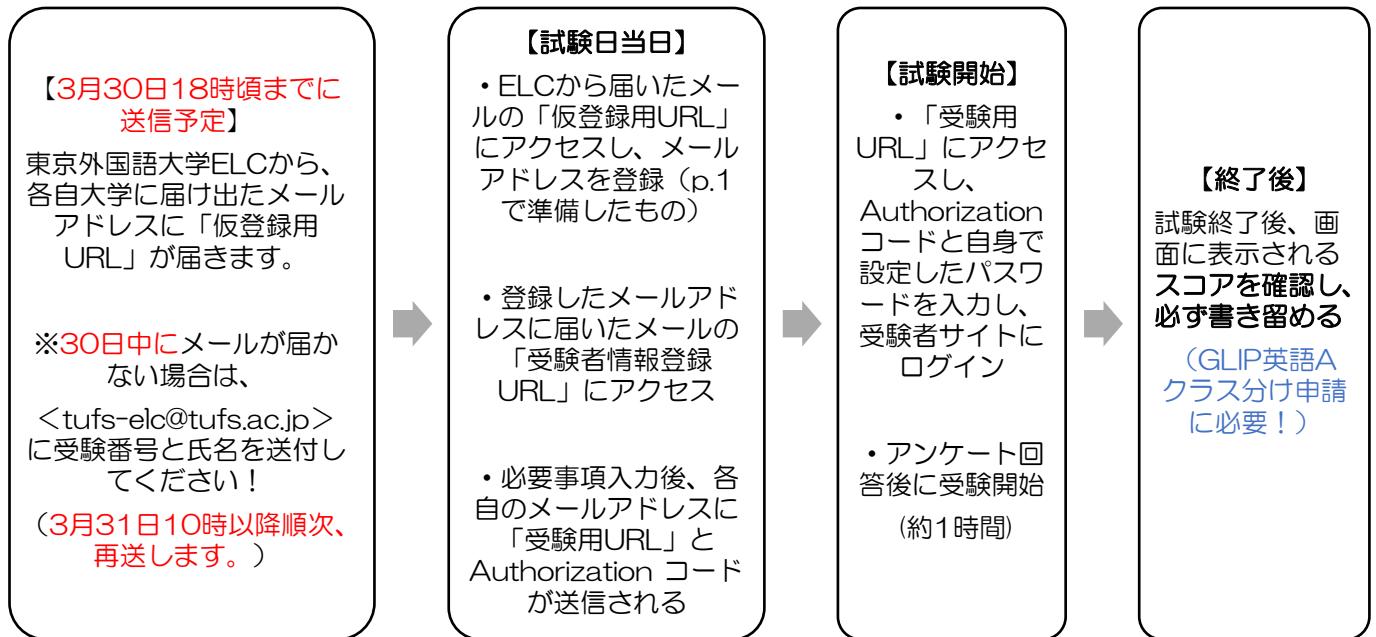 【3月30日18時頃までに
送信予定】
東京外国語大学ELCから、
各自大学に届け出たメール
アドレスに「仮登録用
URL」が届きます。
※30日中にメールが届か
ない場合は、
＜tufs-elc@tufs.ac.jp＞
に受験番号と氏名を送付し
てください！
（3月31日10時以降順次、
再送します。）
【試験日当日】
・ELCから届いたメー
ルの「仮登録用URL」
にアクセスし、メール
アドレスを登録（p.1
で準備したもの）
・登録したメールアド
レスに届いたメールの
「受験者情報登録
URL」にアクセス
・必要事項入力後、各
自のメールアドレスに
「受験用URL」と
Authorization コード
が送信される
【試験開始】
・「受験用
URL」にアクセ
スし、
Authorization
コードと自身で
設定したパスワ
ードを入力し、
受験者サイトに
ログイン
・アンケート回
答後に受験開始
(約1時間)
【終了後】
試験終了後、画
面に表示される
スコアを確認し、
必ず書き留める
（GLIP英語A
クラス分け申請
に必要！）